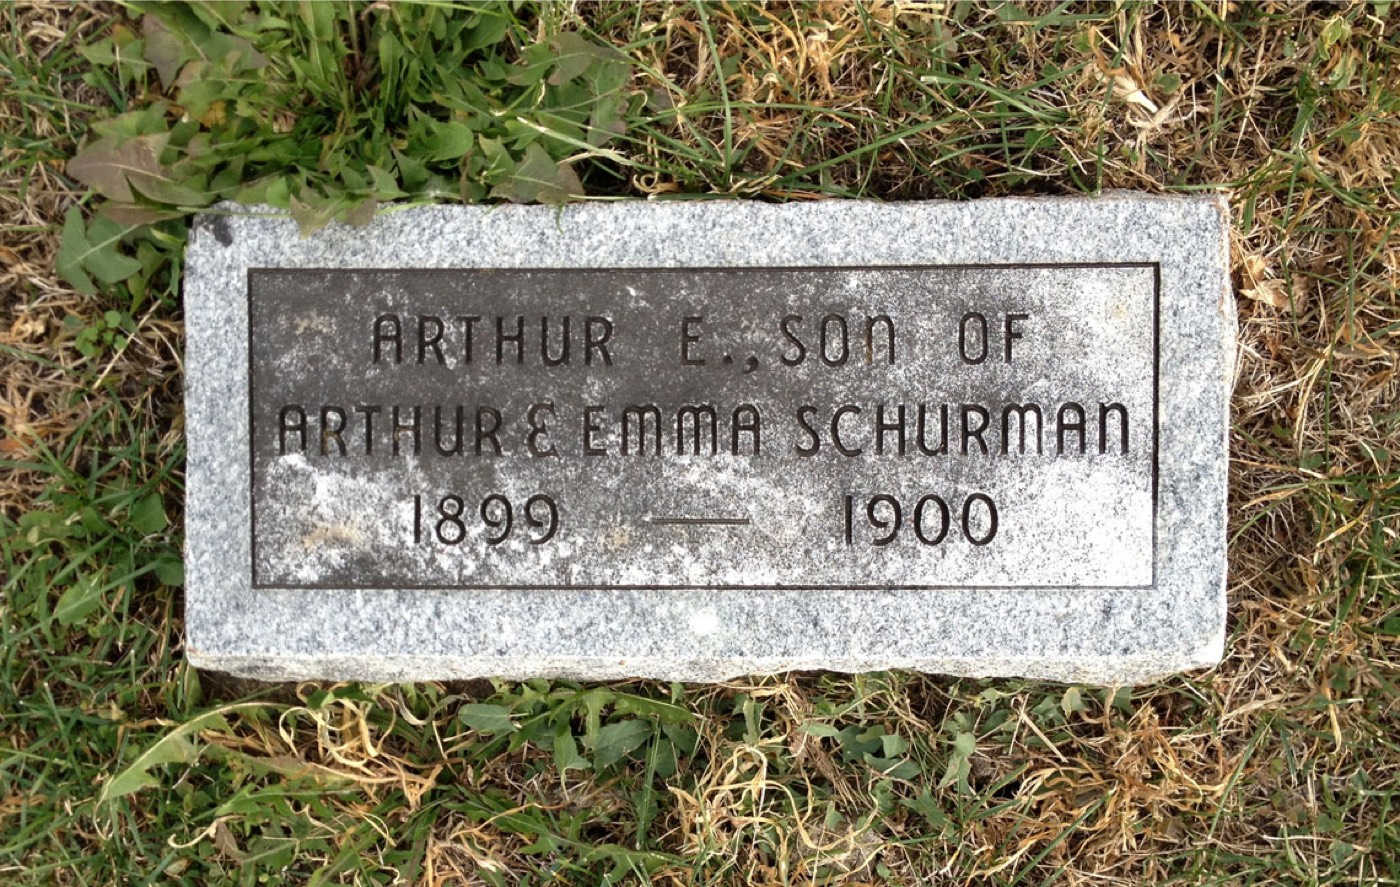 ARTHUR E., SON OF
ARTHUR & EMMA SCHURMAN
1899 — 1900